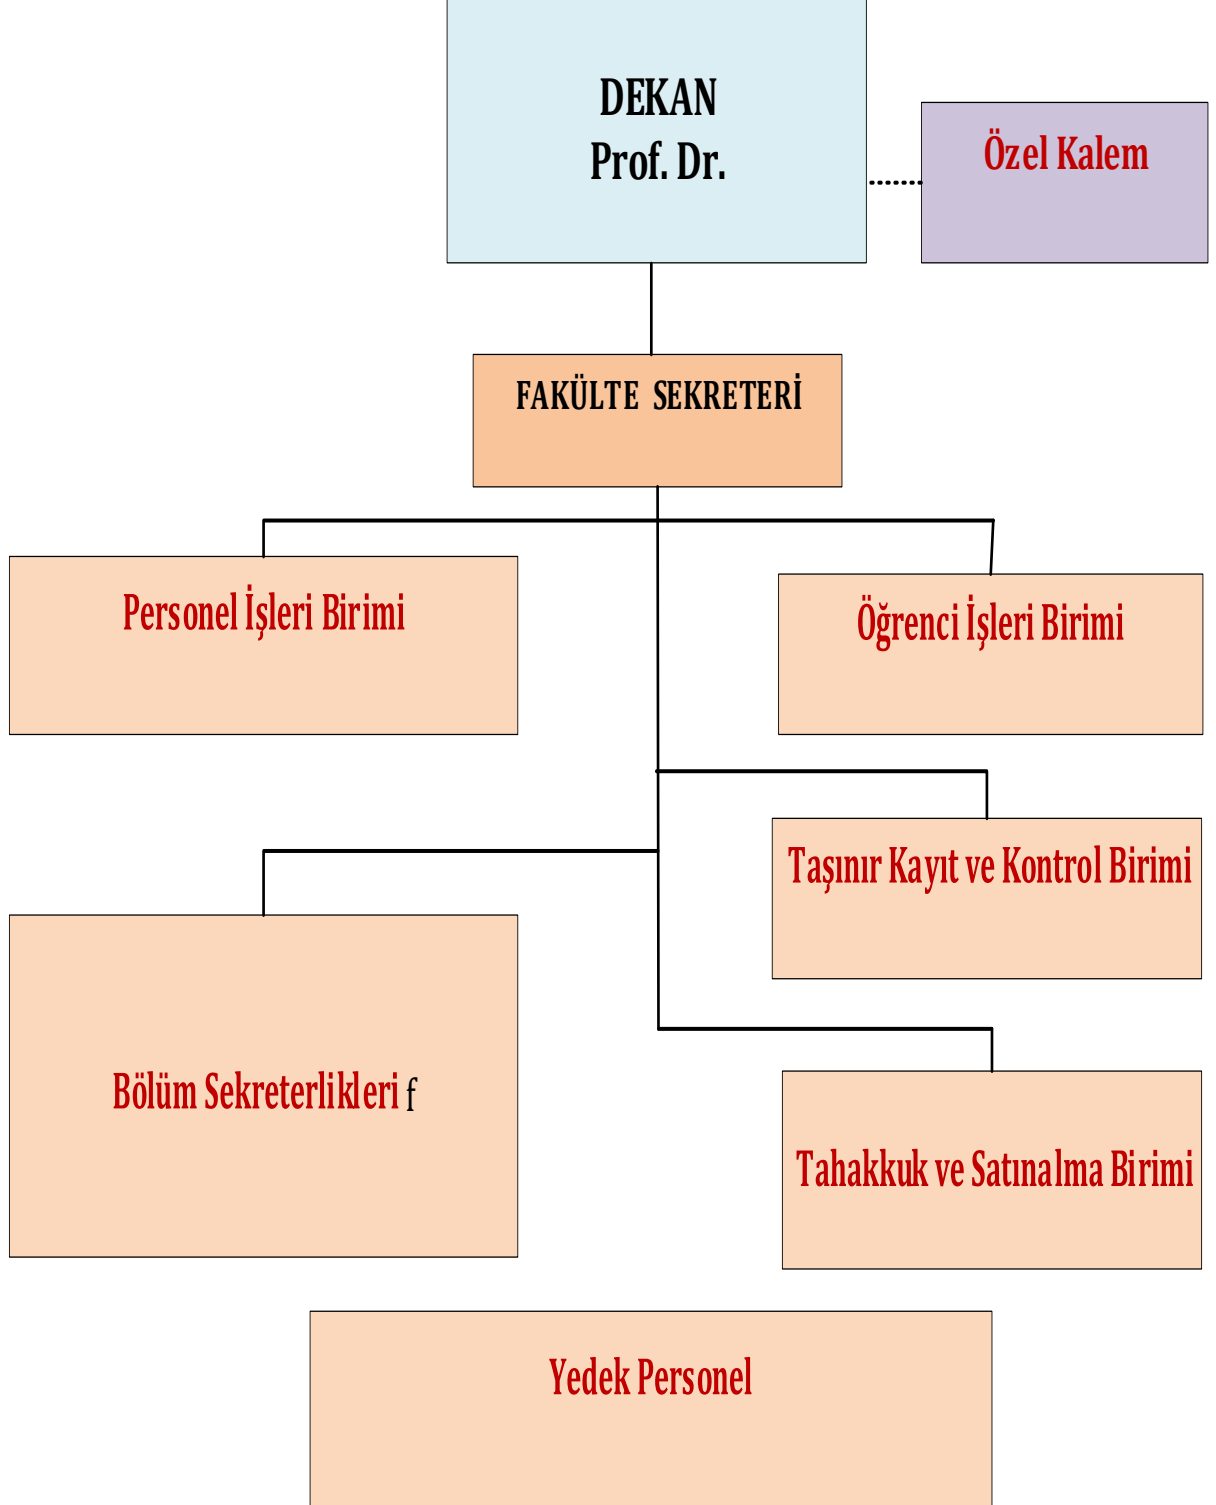 DEKAN
Prof. Dr.
Özel Kalem
FAKÜLTE SEKRETERİ
Personel İşleri Birimi
Öğrenci İşleri Birimi
Taşınır Kayıt ve Kontrol Birimi
Bölüm Sekreterlikleri f
Tahakkuk ve Satınalma Birimi
Yedek Personel